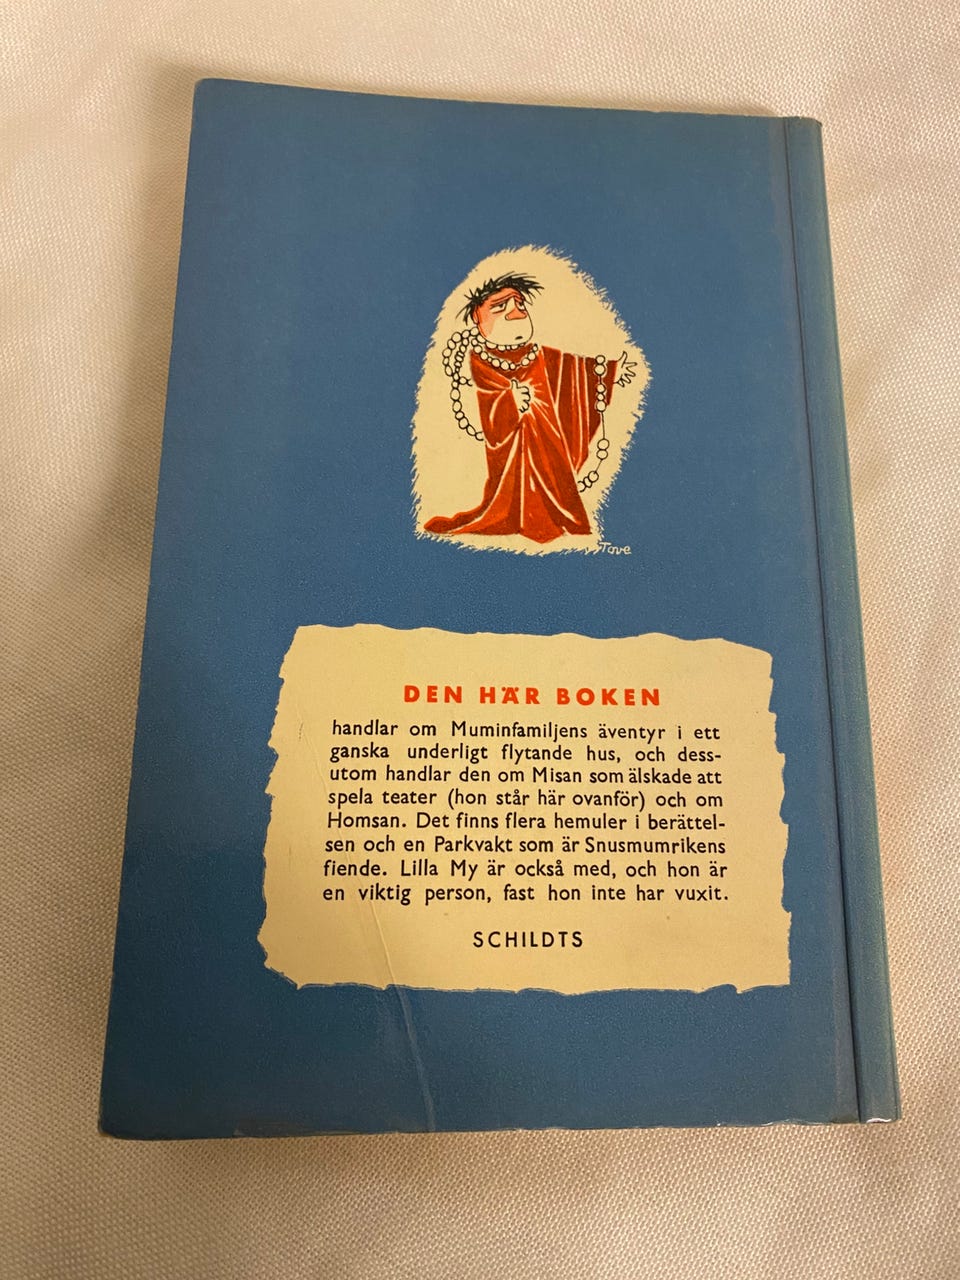 Tove
DEN HÄR BOKEN
handlar om Muminfamiljens äventyr i ett
ganska underligt flytande hus, och dess-
utom handlar den om Misan som älskade att
spela teater (hon står här ovanför) och om
Homsan. Det finns flera hemuler i berättel-
sen och en Parkvakt som är Snusmumrikens
fiende. Lilla My är också med, och hon är
en viktig person, fast hon inte har vuxit.
SCHILDTS